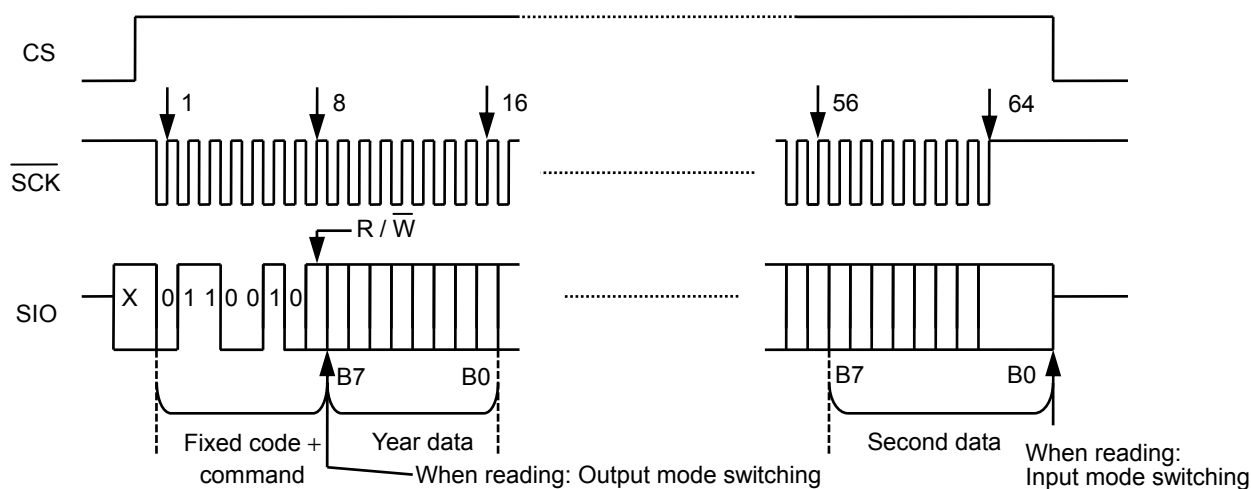 CS
1 8 16 56 64
S̅C̅K̅
R / W̅
X 0 1 1 0 0 1 0
SIO
B7 B0 B7 B0
Fixed code + command
Year data
Second data
When reading: Output mode switching
When reading:
Input mode switching